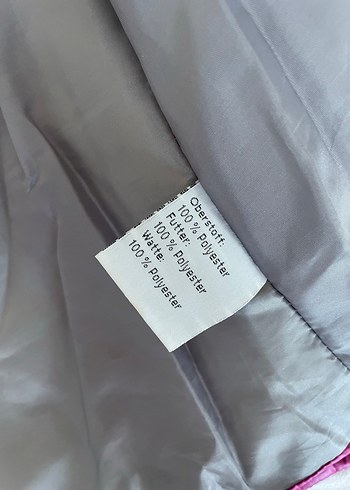 Oberstoff:
100 % Polyester
Futter:
100 % Polyester
Watte:
100 % Polyester